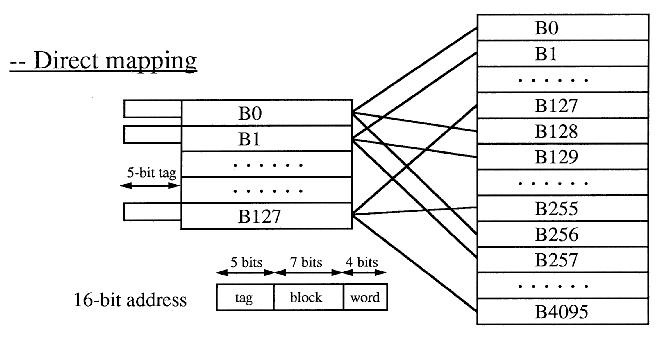 -- Direct mapping
B0
B1
. . . . . .
. . . . . .
B127
5-bit tag
5 bits 7 bits 4 bits
16-bit address tag block word
B0
B1
. . . . . .
B127
B128
B129
. . . . . .
B255
B256
B257
. . . . . .
B4095